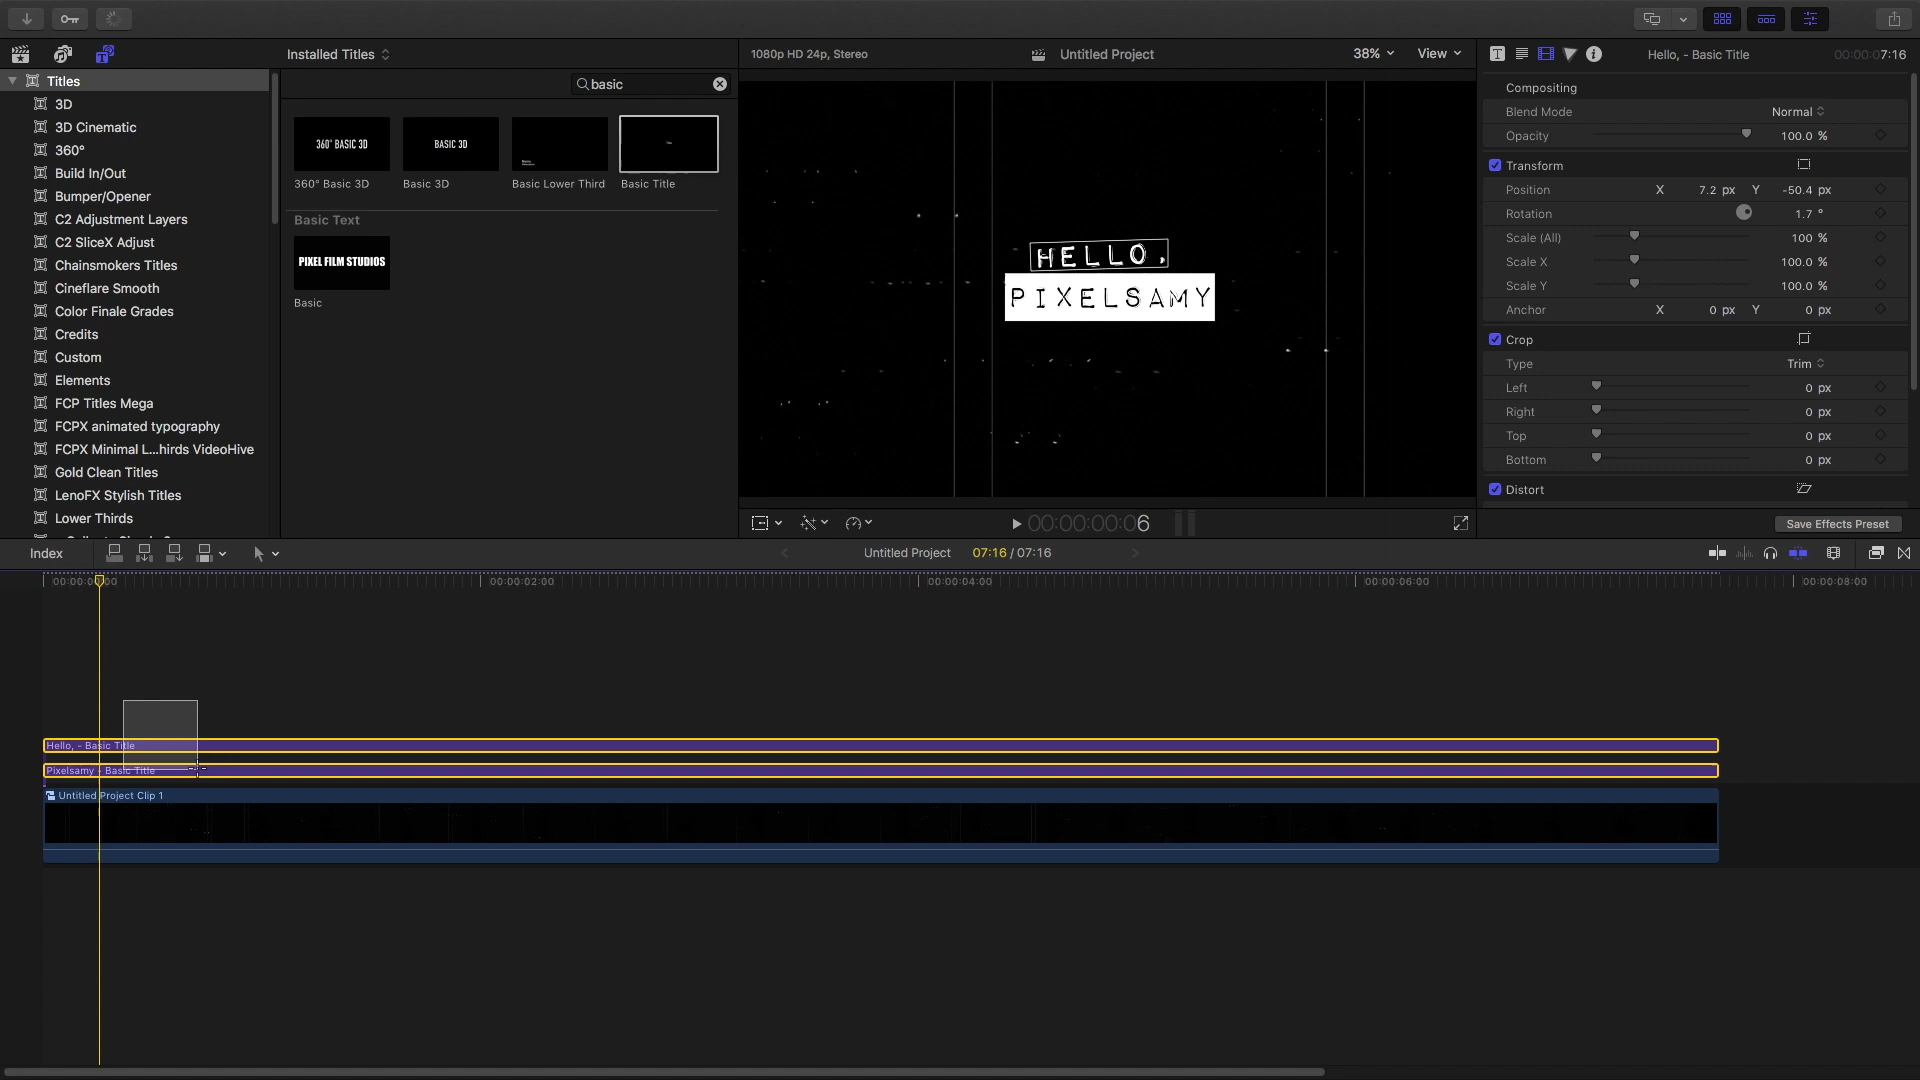 Installed Titles
1080p HD 24p, Stereo
Untitled Project
38%
View
Hello, - Basic Title
00:00:07:16
Titles
3D
3D Cinematic
360°
Build In/Out
Bumper/Opener
C2 Adjustment Layers
C2 SliceX Adjust
Chainsmokers Titles
Cineflare Smooth
Color Finale Grades
Credits
Custom
Elements
FCP Titles Mega
FCPX animated typography
FCPX Minimal L...hirds VideoHive
Gold Clean Titles
LenoFX Stylish Titles
Lower Thirds
basic
360° BASIC 3D
BASIC 3D
360° Basic 3D
Basic 3D
Basic Lower Third
Basic Title
Basic Text
PIXEL FILM STUDIOS
Basic
HELLO,
PIXELSAMY
Compositing
Blend Mode
Normal
Opacity
100.0 %
Transform
Position
X
7.2 px
Y
-50.4 px
Rotation
1.7 °
Scale (All)
100 %
Scale X
100.0 %
Scale Y
100.0 %
Anchor
X
0 px
Y
0 px
Crop
Type
Trim
Left
0 px
Right
0 px
Top
0 px
Bottom
0 px
Distort
00:00:00:06
Save Effects Preset
Index
Untitled Project
07:16 / 07:16
00:00:02:00
00:00:04:00
00:00:06:00
00:00:08:00
Hello, - Basic Title
Pixelsamy - Basic Title
Untitled Project Clip 1